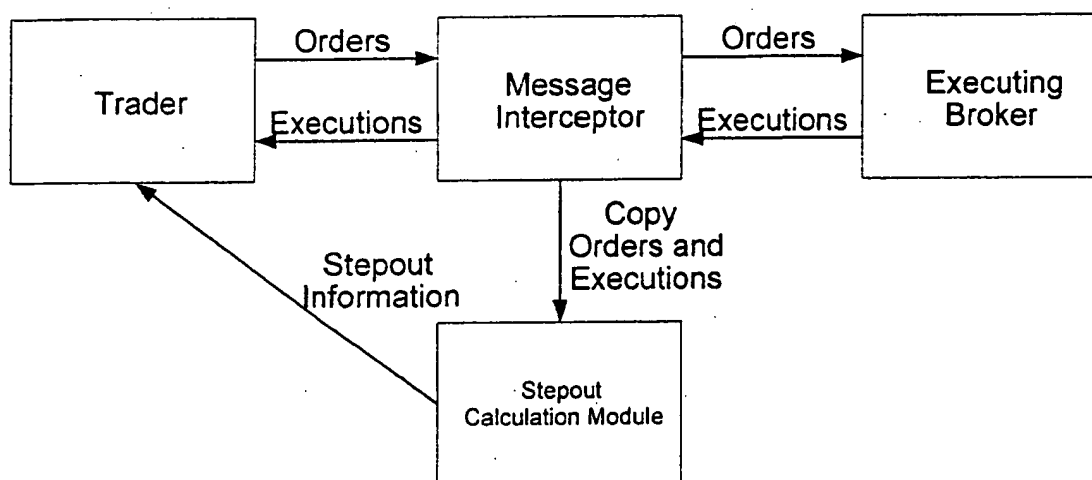 Orders
Orders
Trader
Message
Interceptor
Executing
Broker
Executions
Executions
Copy
Orders and
Executions
Stepout
Information
Stepout
Calculation Module